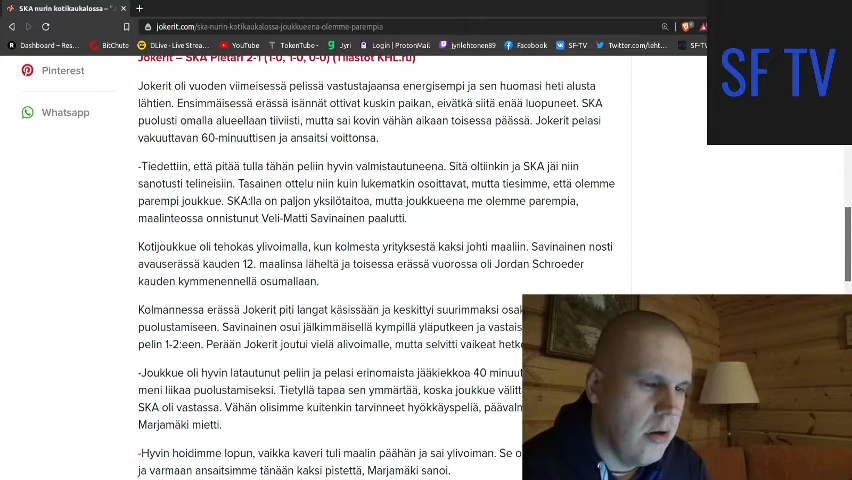 SKA nurin kotikaukalossa – "J
jokerit.com/ska-nurin-kotikaukalossa-joukkueena-olemme-parempia
Dashboard – Res... BitChute DLive · Live Strea... YouTube TokenTube · Jyri Login | ProtonMail jyrilehtonen89 Facebook SF-TV Twitter.com/leht... SF-TV
SF TV
Pinterest
Whatsapp
Jokerit – SKA Pietari 2-1 (1-0, 1-0, 0-0) (Tilastot KHL.ru)
Jokerit oli vuoden viimeisessä pelissä vastustajaansa energisempi ja sen huomasi heti alusta
lähtien. Ensimmäisessä erässä isännät ottivat kuskin paikan, eivätkä siitä enää luopuneet. SKA
puolusti omalla alueellaan tiiviisti, mutta sai kovin vähän aikaan toisessa päässä. Jokerit pelasi
vakuuttavan 60-minuuttisen ja ansaitsi voittonsa.
-Tiedettiin, että pitää tulla tähän peliin hyvin valmistautuneena. Sitä oltiinkin ja SKA jäi niin
sanotusti telineisiin. Tasainen ottelu niin kuin lukematkin osoittavat, mutta tiesimme, että olemme
parempi joukkue. SKA:lla on paljon yksilötaitoa, mutta joukkueena me olemme parempia,
maalinteossa onnistunut Veli-Matti Savinainen paalutti.
Kotijoukkue oli tehokas ylivoimalla, kun kolmesta yrityksestä kaksi johti maaliin. Savinainen nosti
avauserässä kauden 12. maalinsa läheltä ja toisessa erässä vuorossa oli Jordan Schroeder
kauden kymmenennellä osumallaan.
Kolmannessa erässä Jokerit piti langat käsissään ja keskittyi suurimmaksi osak
puolustamiseen. Savinainen osui jälkimmäisellä kympillä yläputkeen ja vastais
pelin 1-2:een. Perään Jokerit joutui vielä alivoimalle, mutta selvitti vaikeat hetke
-Joukkue oli hyvin latautunut peliin ja pelasi erinomaista jääkiekkoa 40 minuut
meni liikaa puolustamiseksi. Tietyllä tapaa sen ymmärtää, koska joukkue välitt
SKA oli vastassa. Vähän olisimme kuitenkin tarvinneet hyökkäyspeliä, päävaln
Marjamäki mietti.
-Hyvin hoidimme lopun, vaikka kaveri tuli maalin päähän ja sai ylivoiman. Se o
ja varmaan ansaitsimme tänään kaksi pistettä, Marjamäki sanoi.